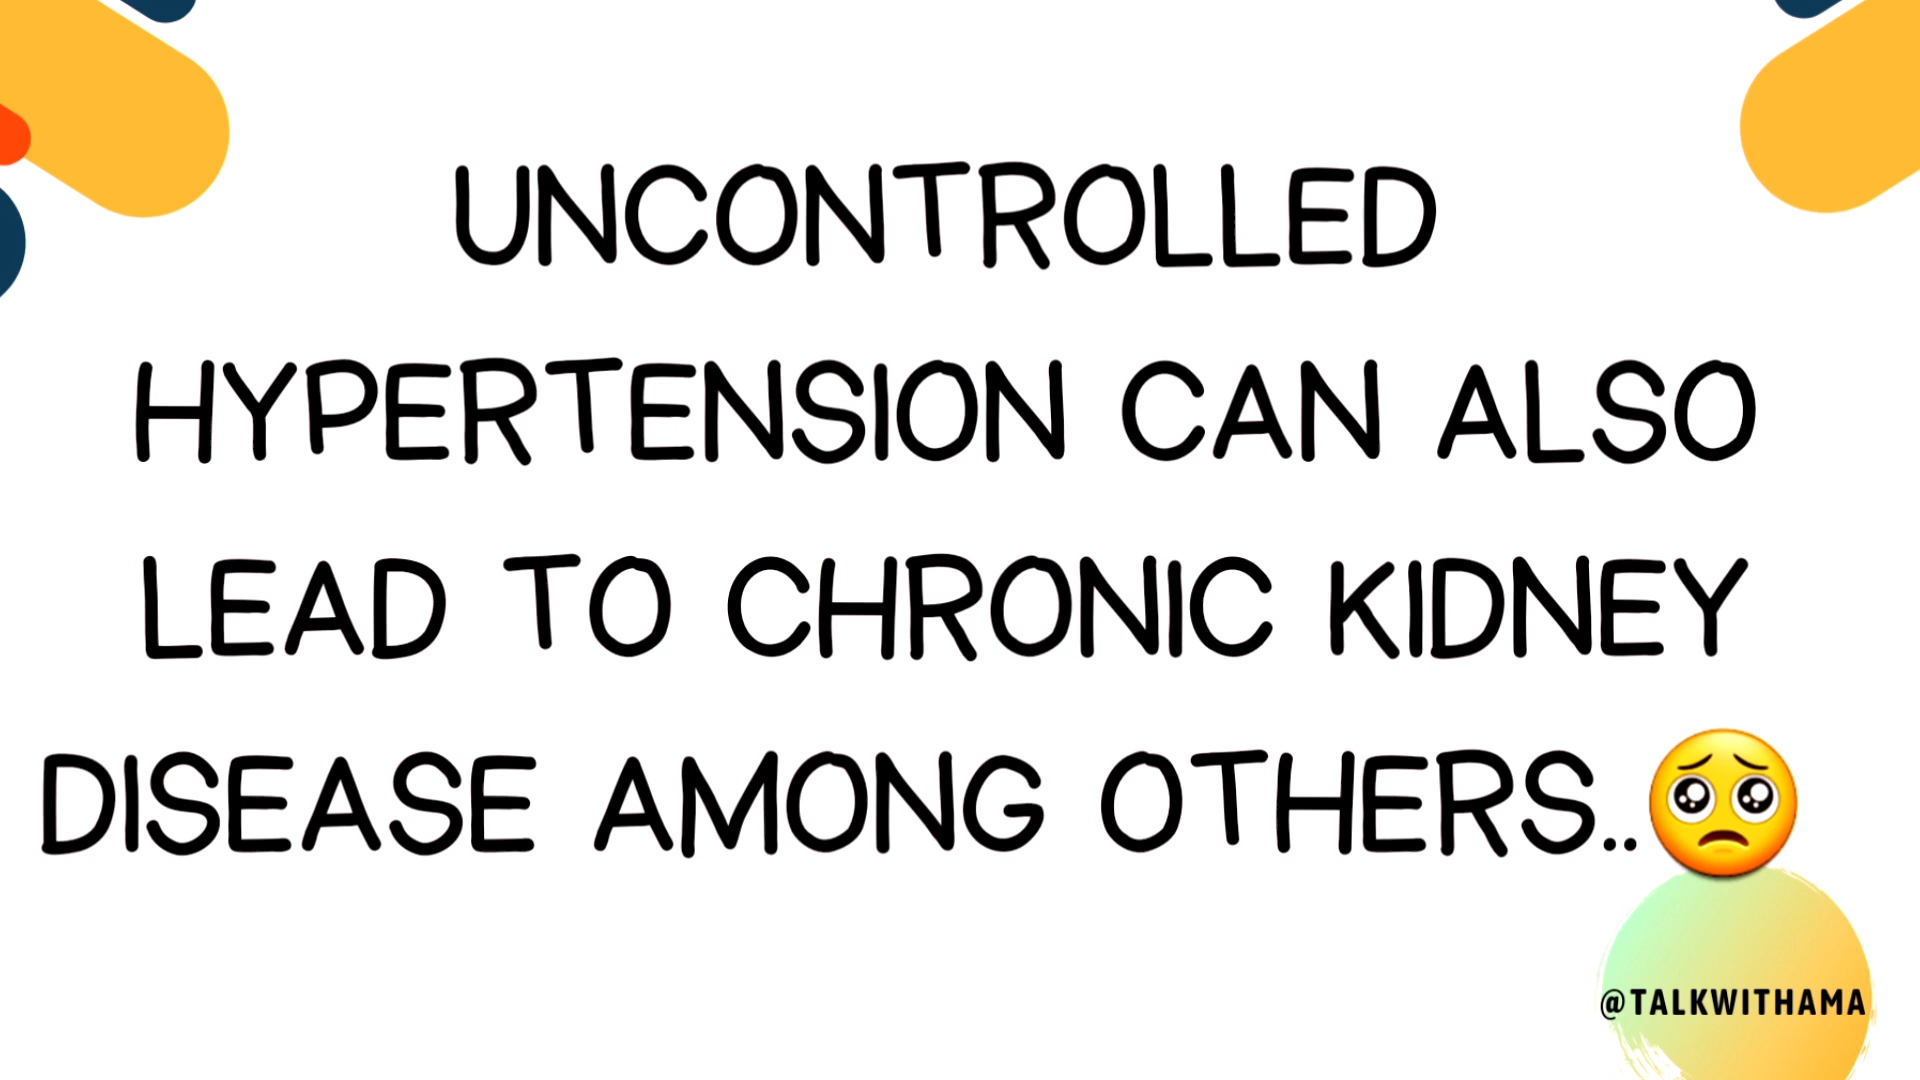 UNCONTROLLED
HYPERTENSION CAN ALSO
LEAD TO CHRONIC KIDNEY
DISEASE AMONG OTHERS..🥺
@TALKWITHAMA